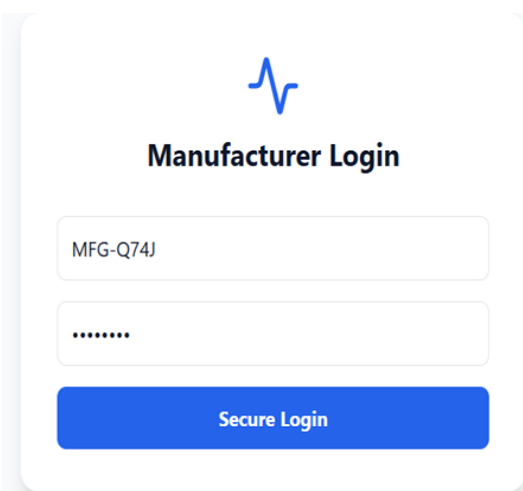 Manufacturer Login
MFG-Q74J
••••••••
Secure Login